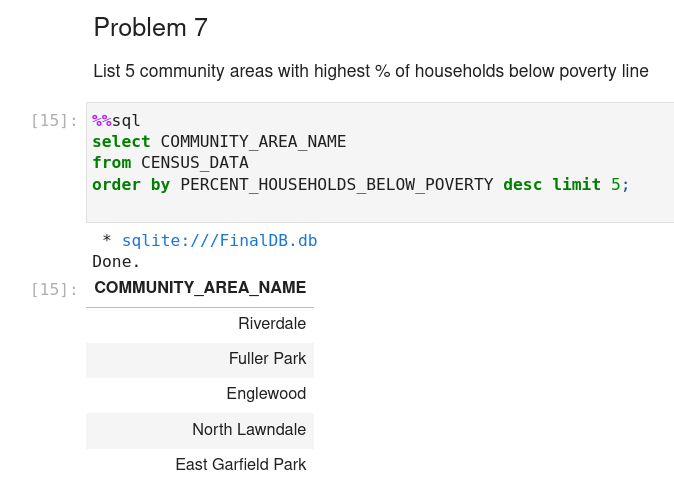 Problem 7
List 5 community areas with highest % of households below poverty line
[15]: %%sql
select COMMUNITY_AREA_NAME
from CENSUS_DATA
order by PERCENT_HOUSEHOLDS_BELOW_POVERTY desc limit 5;
* sqlite:///FinalDB.db
Done.
[15]: COMMUNITY_AREA_NAME
Riverdale
Fuller Park
Englewood
North Lawndale
East Garfield Park